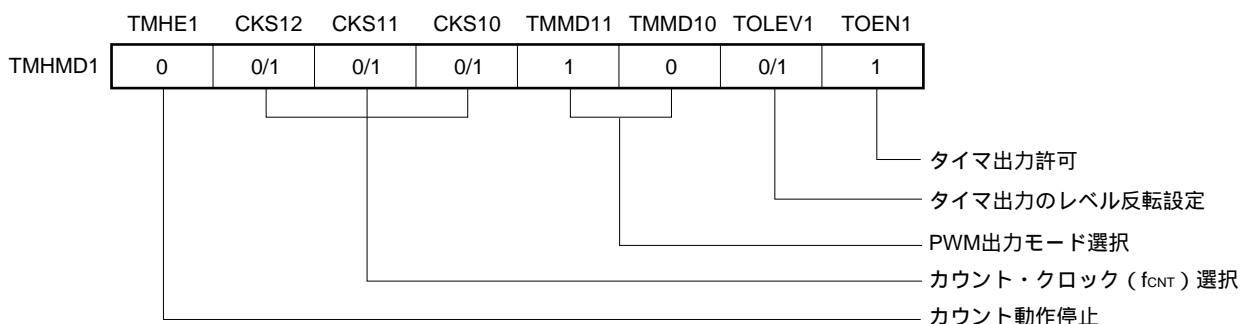 TMHE1 CKS12 CKS11 CKS10 TMMD11 TMMD10 TOLEV1 TOEN1
TMHMD1 0 0/1 0/1 0/1 1 0 0/1 1
タイマ出力許可
タイマ出力のレベル反転設定
PWM出力モード選択
カウント・クロック（fCNT）選択
カウント動作停止